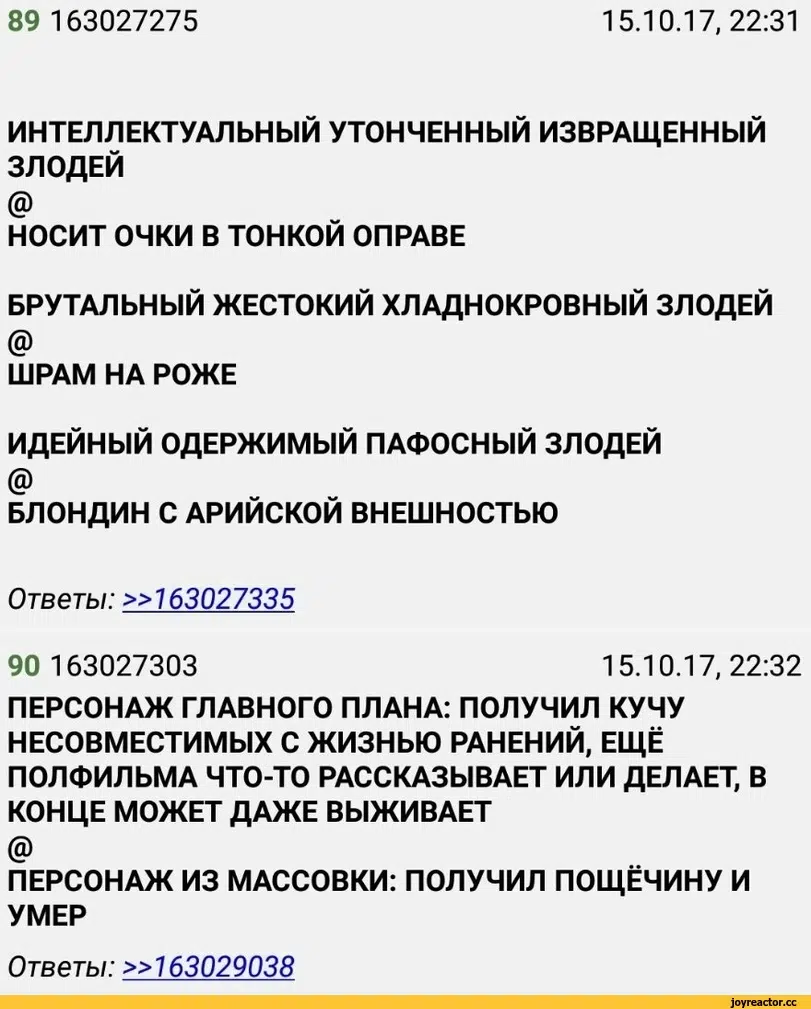 89 163027275 15.10.17, 22:31
ИНТЕЛЛЕКТУАЛЬНЫЙ УТОНЧЕННЫЙ ИЗВРАЩЕННЫЙ
ЗЛОДЕЙ
@
НОСИТ ОЧКИ В ТОНКОЙ ОПРАВЕ
БРУТАЛЬНЫЙ ЖЕСТОКИЙ ХЛАДНОКРОВНЫЙ ЗЛОДЕЙ
@
ШРАМ НА РОЖЕ
ИДЕЙНЫЙ ОДЕРЖИМЫЙ ПАФОСНЫЙ ЗЛОДЕЙ
@
БЛОНДИН С АРИЙСКОЙ ВНЕШНОСТЬЮ
Ответы: >>163027335
90 163027303 15.10.17, 22:32
ПЕРСОНАЖ ГЛАВНОГО ПЛАНА: ПОЛУЧИЛ КУЧУ
НЕСОВМЕСТИМЫХ С ЖИЗНЬЮ РАНЕНИЙ, ЕЩЁ
ПОЛФИЛЬМА ЧТО-ТО РАССКАЗЫВАЕТ ИЛИ ДЕЛАЕТ, В
КОНЦЕ МОЖЕТ ДАЖЕ ВЫЖИВАЕТ
@
ПЕРСОНАЖ ИЗ МАССОВКИ: ПОЛУЧИЛ ПОЩЁЧИНУ И
УМЕР
Ответы: >>163029038
joyreactor.cc